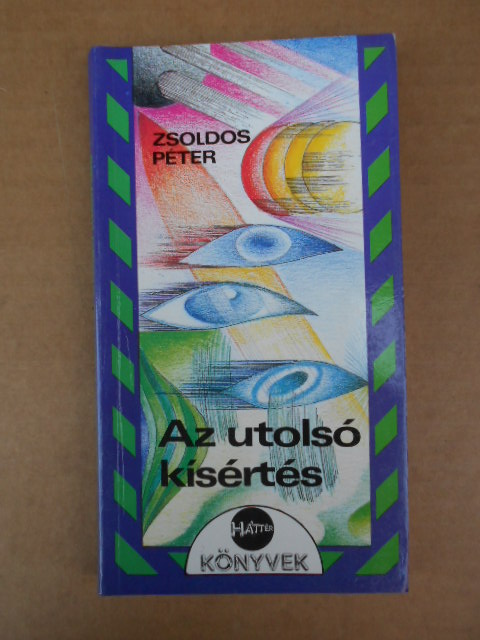 ZSOLDOS
PÉTER
Az utolsó
kísértés
HÁTTÉR
KÖNYVEK